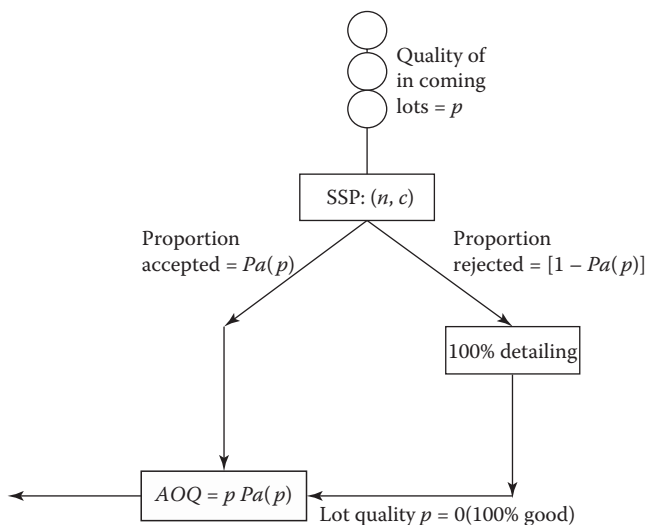 Quality of
in coming
lots = p
SSP: (n, c)
Proportion
accepted = Pa(p)
Proportion
rejected = [1 – Pa(p)]
100% detailing
AOQ = p Pa(p)
Lot quality p = 0(100% good)